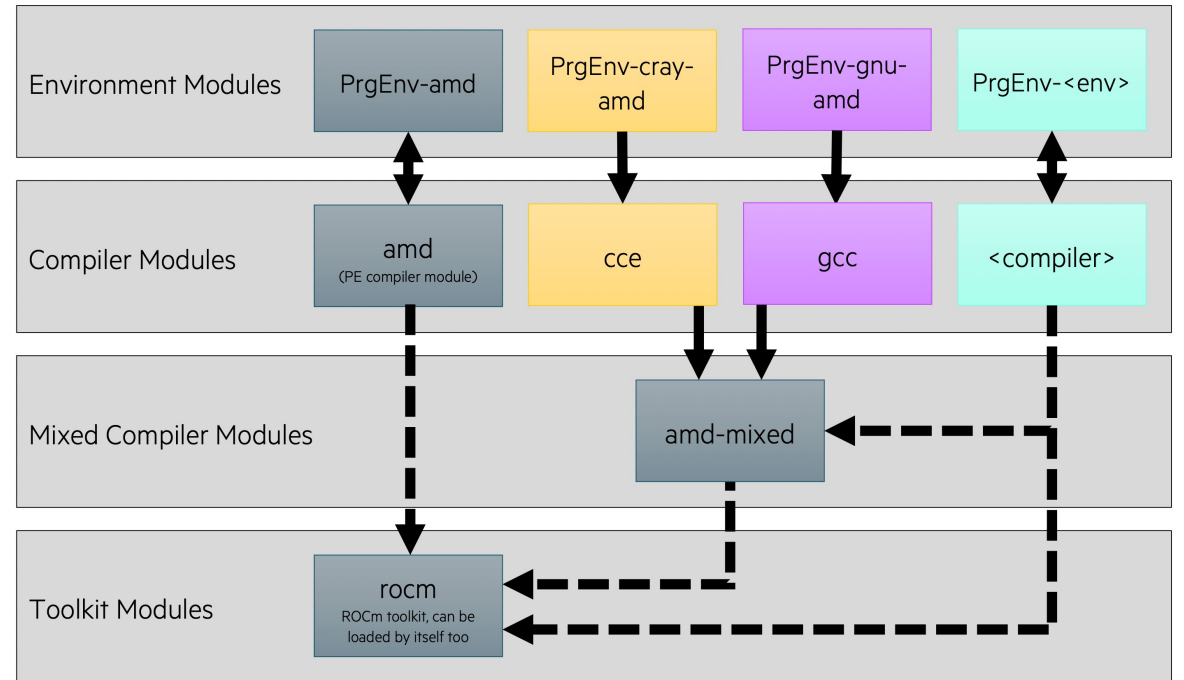 Environment Modules
PrgEnv-amd
PrgEnv-cray-
amd
PrgEnv-gnu-
amd
PrgEnv-<env>
Compiler Modules
amd
(PE compiler module)
cce
gcc
<compiler>
Mixed Compiler Modules
amd-mixed
Toolkit Modules
rocm
ROCm toolkit, can be
loaded by itself too